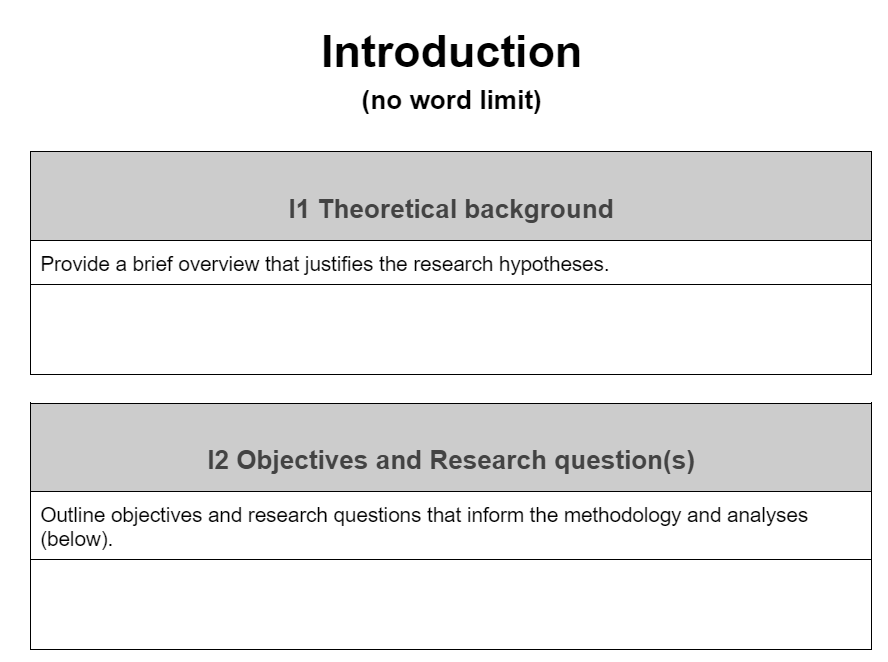 Introduction
(no word limit)
I1 Theoretical background
Provide a brief overview that justifies the research hypotheses.
I2 Objectives and Research question(s)
Outline objectives and research questions that inform the methodology and analyses
(below).